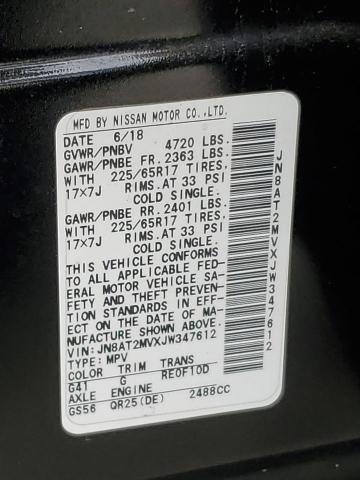 MFD BY NISSAN MOTOR CO.,LTD.
DATE 6/18
GVWR/PNBV 4720 LBS.
GAWR/PNBE FR. 2363 LBS.
WITH 225/65R17 TIRES,
17×7J RIMS.AT 33 PSI
COLD SINGLE.
GAWR/PNBE RR. 2401 LBS.
WITH 225/65R17 TIRES,
17×7J RIMS.AT 33 PSI
COLD SINGLE.
THIS VEHICLE CONFORMS
TO ALL APPLICABLE FED-
ERAL MOTOR VEHICLE SA-
FETY AND THEFT PREVEN-
TION STANDARDS IN EFF-
ECT ON THE DATE OF MA-
NUFACTURE SHOWN ABOVE.
VIN: JN8AT2MVXJW347612
TYPE: MPV
COLOR TRIM TRANS
G41 G RE0F10D
AXLE ENGINE
GS56 QR25(DE) 2488CC
JN8AT2MVXJW347612